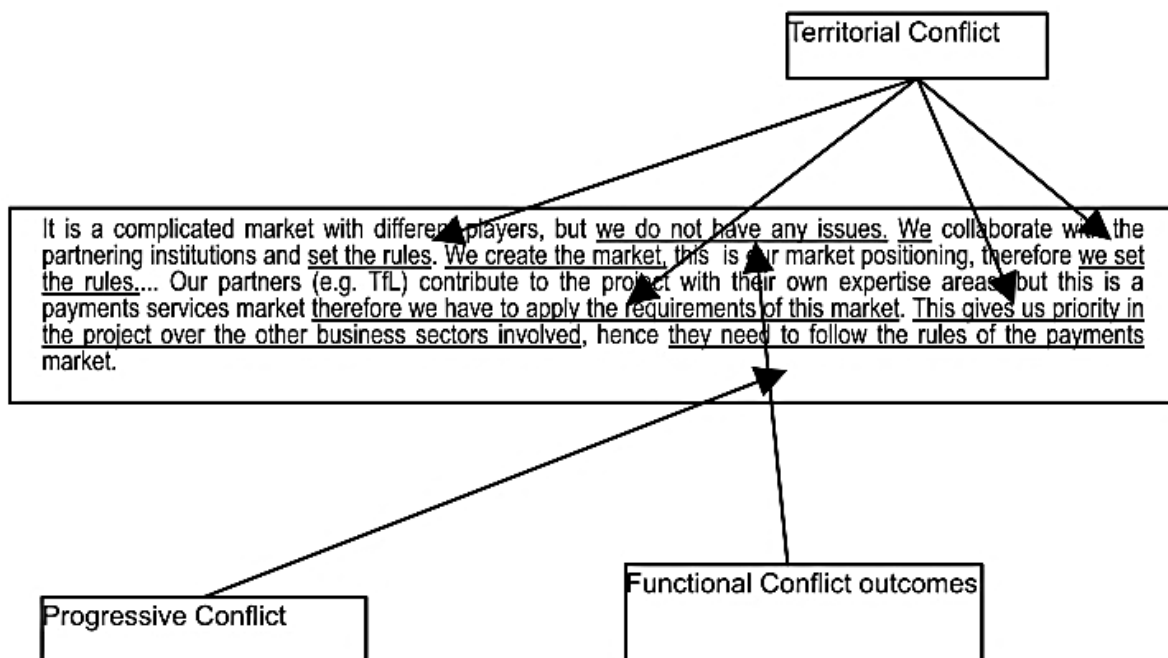 Territorial Conflict
It is a complicated market with different players, but we do not have any issues. We collaborate with the
partnering institutions and set the rules. We create the market, this is our market positioning, therefore we set
the rules.... Our partners (e.g. TfL) contribute to the project with their own expertise areas, but this is a
payments services market therefore we have to apply the requirements of this market. This gives us priority in
the project over the other business sectors involved, hence they need to follow the rules of the payments
market.
Progressive Conflict
Functional Conflict outcomes